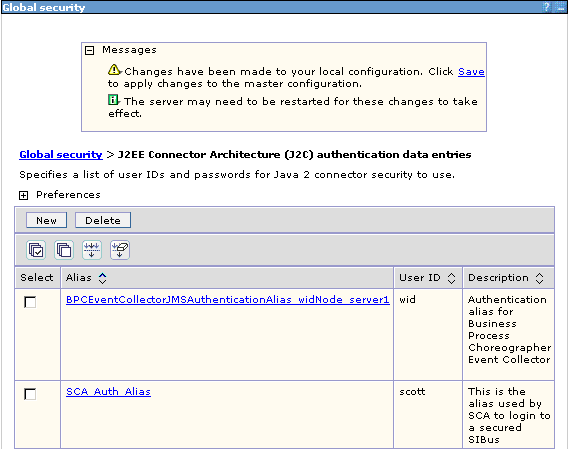 Global security
?
Messages
Changes have been made to your local configuration. Click Save
to apply changes to the master configuration.
The server may need to be restarted for these changes to take
effect.
Global security > J2EE Connector Architecture (J2C) authentication data entries
Specifies a list of user IDs and passwords for Java 2 connector security to use.
Preferences
New Delete
Select Alias User ID Description
BPCEventCollectorJMSAuthenticationAlias_widNode_server1 wid Authentication
alias for
Business
Process
Choreographer
Event Collector
SCA_Auth_Alias scott This is the
alias used by
SCA to login to
a secured
SIBus